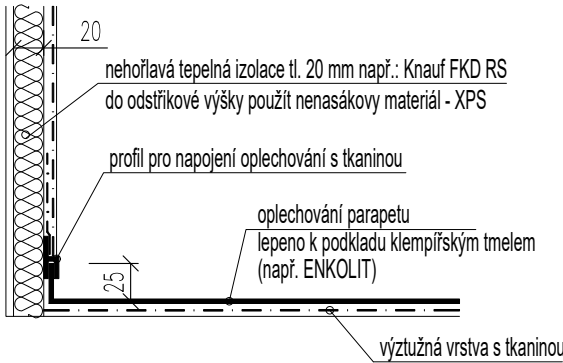 20
nehořlavá tepelná izolace tl. 20 mm např.: Knauf FKD RS
do odstřikové výšky použít nenasákovy materiál - XPS
profil pro napojení oplechování s tkaninou
oplechování parapetu
lepeno k podkladu klempířským tmelem
(např. ENKOLIT)
25
výztužná vrstva s tkaninou